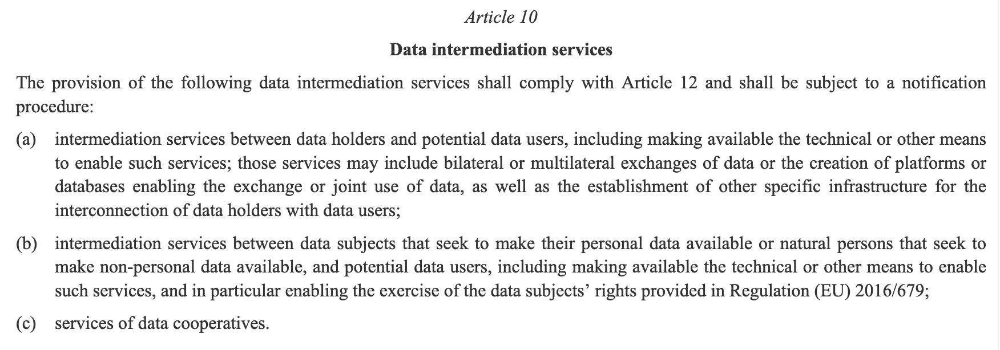 Article 10
Data intermediation services
The provision of the following data intermediation services shall comply with Article 12 and shall be subject to a notification
procedure:
(a) intermediation services between data holders and potential data users, including making available the technical or other means
to enable such services; those services may include bilateral or multilateral exchanges of data or the creation of platforms or
databases enabling the exchange or joint use of data, as well as the establishment of other specific infrastructure for the
interconnection of data holders with data users;
(b) intermediation services between data subjects that seek to make their personal data available or natural persons that seek to
make non-personal data available, and potential data users, including making available the technical or other means to enable
such services, and in particular enabling the exercise of the data subjects’ rights provided in Regulation (EU) 2016/679;
(c) services of data cooperatives.